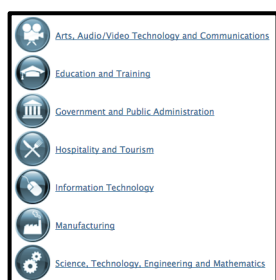 Arts, Audio/Video Technology and Communications
Education and Training
Government and Public Administration
Hospitality and Tourism
Information Technology
Manufacturing
Science, Technology, Engineering and Mathematics